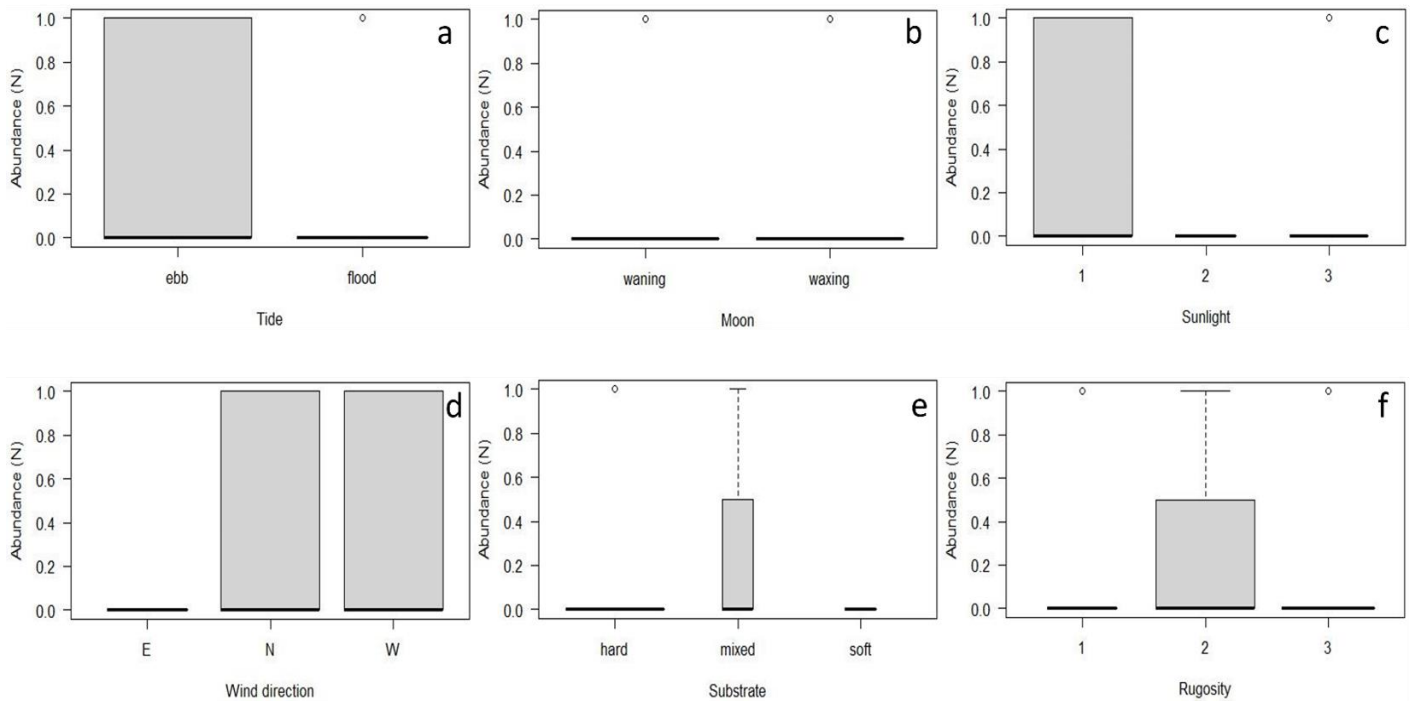 a
Abundance (N)
1.0
0.8
0.6
0.4
0.2
0.0
ebb
flood
Tide
b
Abundance (N)
1.0
0.8
0.6
0.4
0.2
0.0
waning
waxing
Moon
c
Abundance (N)
1.0
0.8
0.6
0.4
0.2
0.0
1
2
3
Sunlight
d
Abundance (N)
1.0
0.8
0.6
0.4
0.2
0.0
E
N
W
Wind direction
e
Abundance (N)
1.0
0.8
0.6
0.4
0.2
0.0
hard
mixed
soft
Substrate
f
Abundance (N)
1.0
0.8
0.6
0.4
0.2
0.0
1
2
3
Rugosity